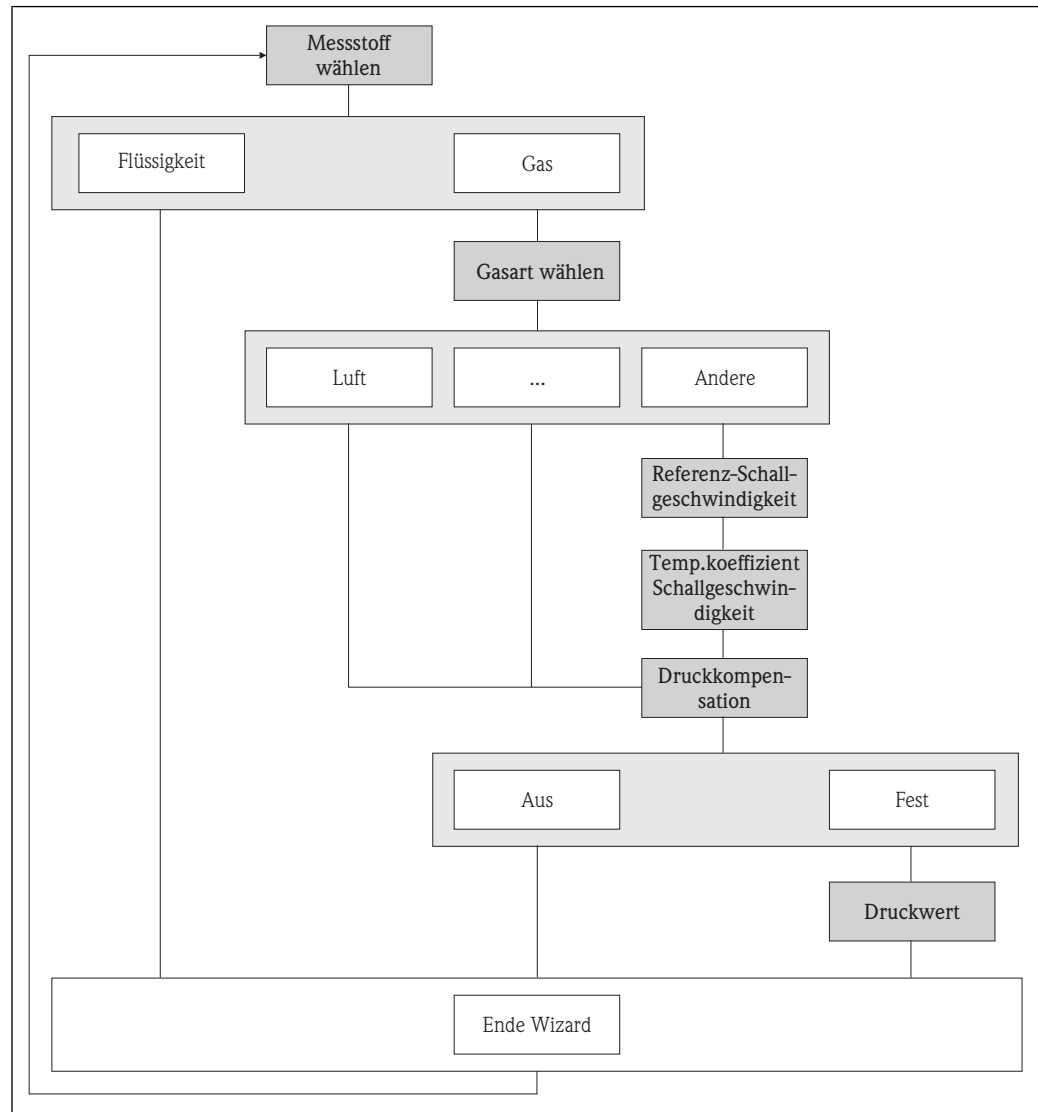 Messstoff
wählen
Flüssigkeit
Gas
Gasart wählen
Luft
...
Andere
Referenz-Schall-
geschwindigkeit
Temp.koeffizient
Schallgeschwin-
digkeit
Druckkompen-
sation
Aus
Fest
Druckwert
Ende Wizard